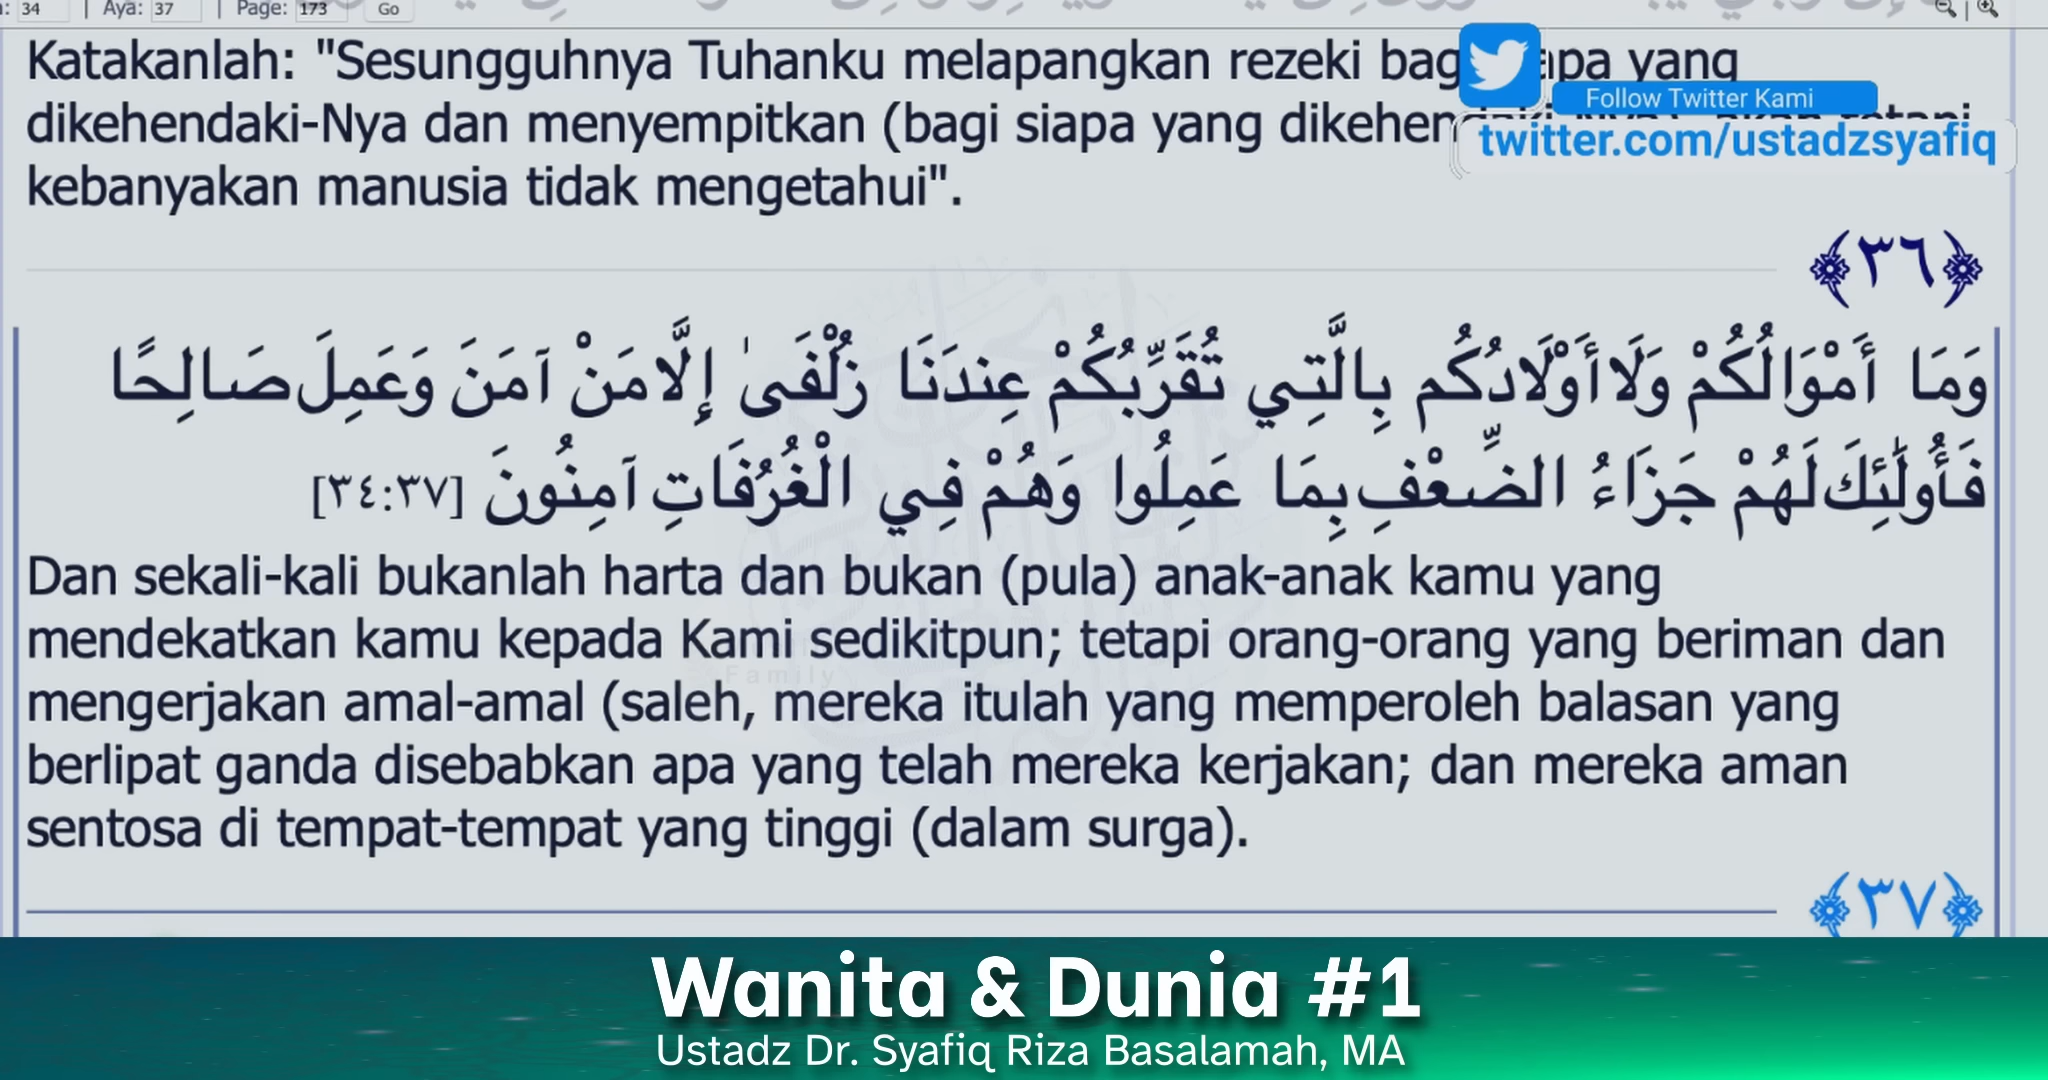 : 34 | Aya: 37 | Page: 173 Go
Katakanlah: "Sesungguhnya Tuhanku melapangkan rezeki bag apa yang
Follow Twitter Kami
dikehendaki-Nya dan menyempitkan (bagi siapa yang dikehen
twitter.com/ustadzsyafiq
kebanyakan manusia tidak mengetahui".
﴿٣٦﴾
وَمَا أَمْوَالُكُمْ وَلَا أَوْلَادُكُم بِالَّتِي تُقَرِّبُكُمْ عِندَنَا زُلْفَىٰ إِلَّا مَنْ آمَنَ وَعَمِلَ صَالِحًا
فَأُولَٰئِكَ لَهُمْ جَزَاءُ الضِّعْفِ بِمَا عَمِلُوا وَهُمْ فِي الْغُرُفَاتِ آمِنُونَ [٣٤:٣٧]
Dan sekali-kali bukanlah harta dan bukan (pula) anak-anak kamu yang
mendekatkan kamu kepada Kami sedikitpun; tetapi orang-orang yang beriman dan
Family
mengerjakan amal-amal (saleh, mereka itulah yang memperoleh balasan yang
berlipat ganda disebabkan apa yang telah mereka kerjakan; dan mereka aman
sentosa di tempat-tempat yang tinggi (dalam surga).
﴿٣٧﴾
Wanita & Dunia #1
Ustadz Dr. Syafiq Riza Basalamah, MA